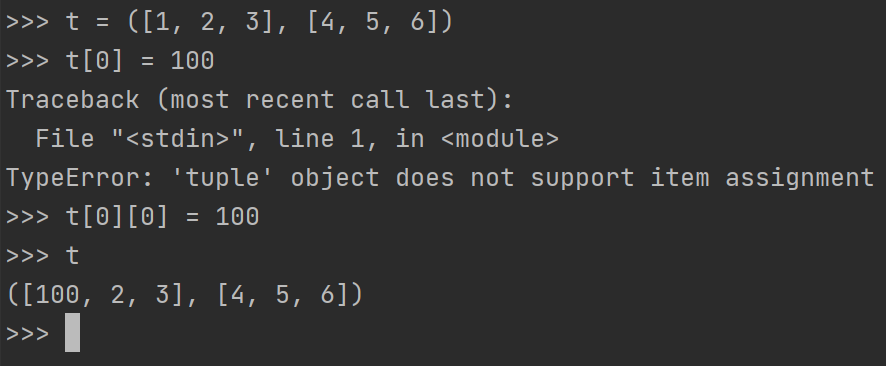 >>> t = ([1, 2, 3], [4, 5, 6])
>>> t[0] = 100
Traceback (most recent call last):
  File "<stdin>", line 1, in <module>
TypeError: 'tuple' object does not support item assignment
>>> t[0][0] = 100
>>> t
([100, 2, 3], [4, 5, 6])
>>>